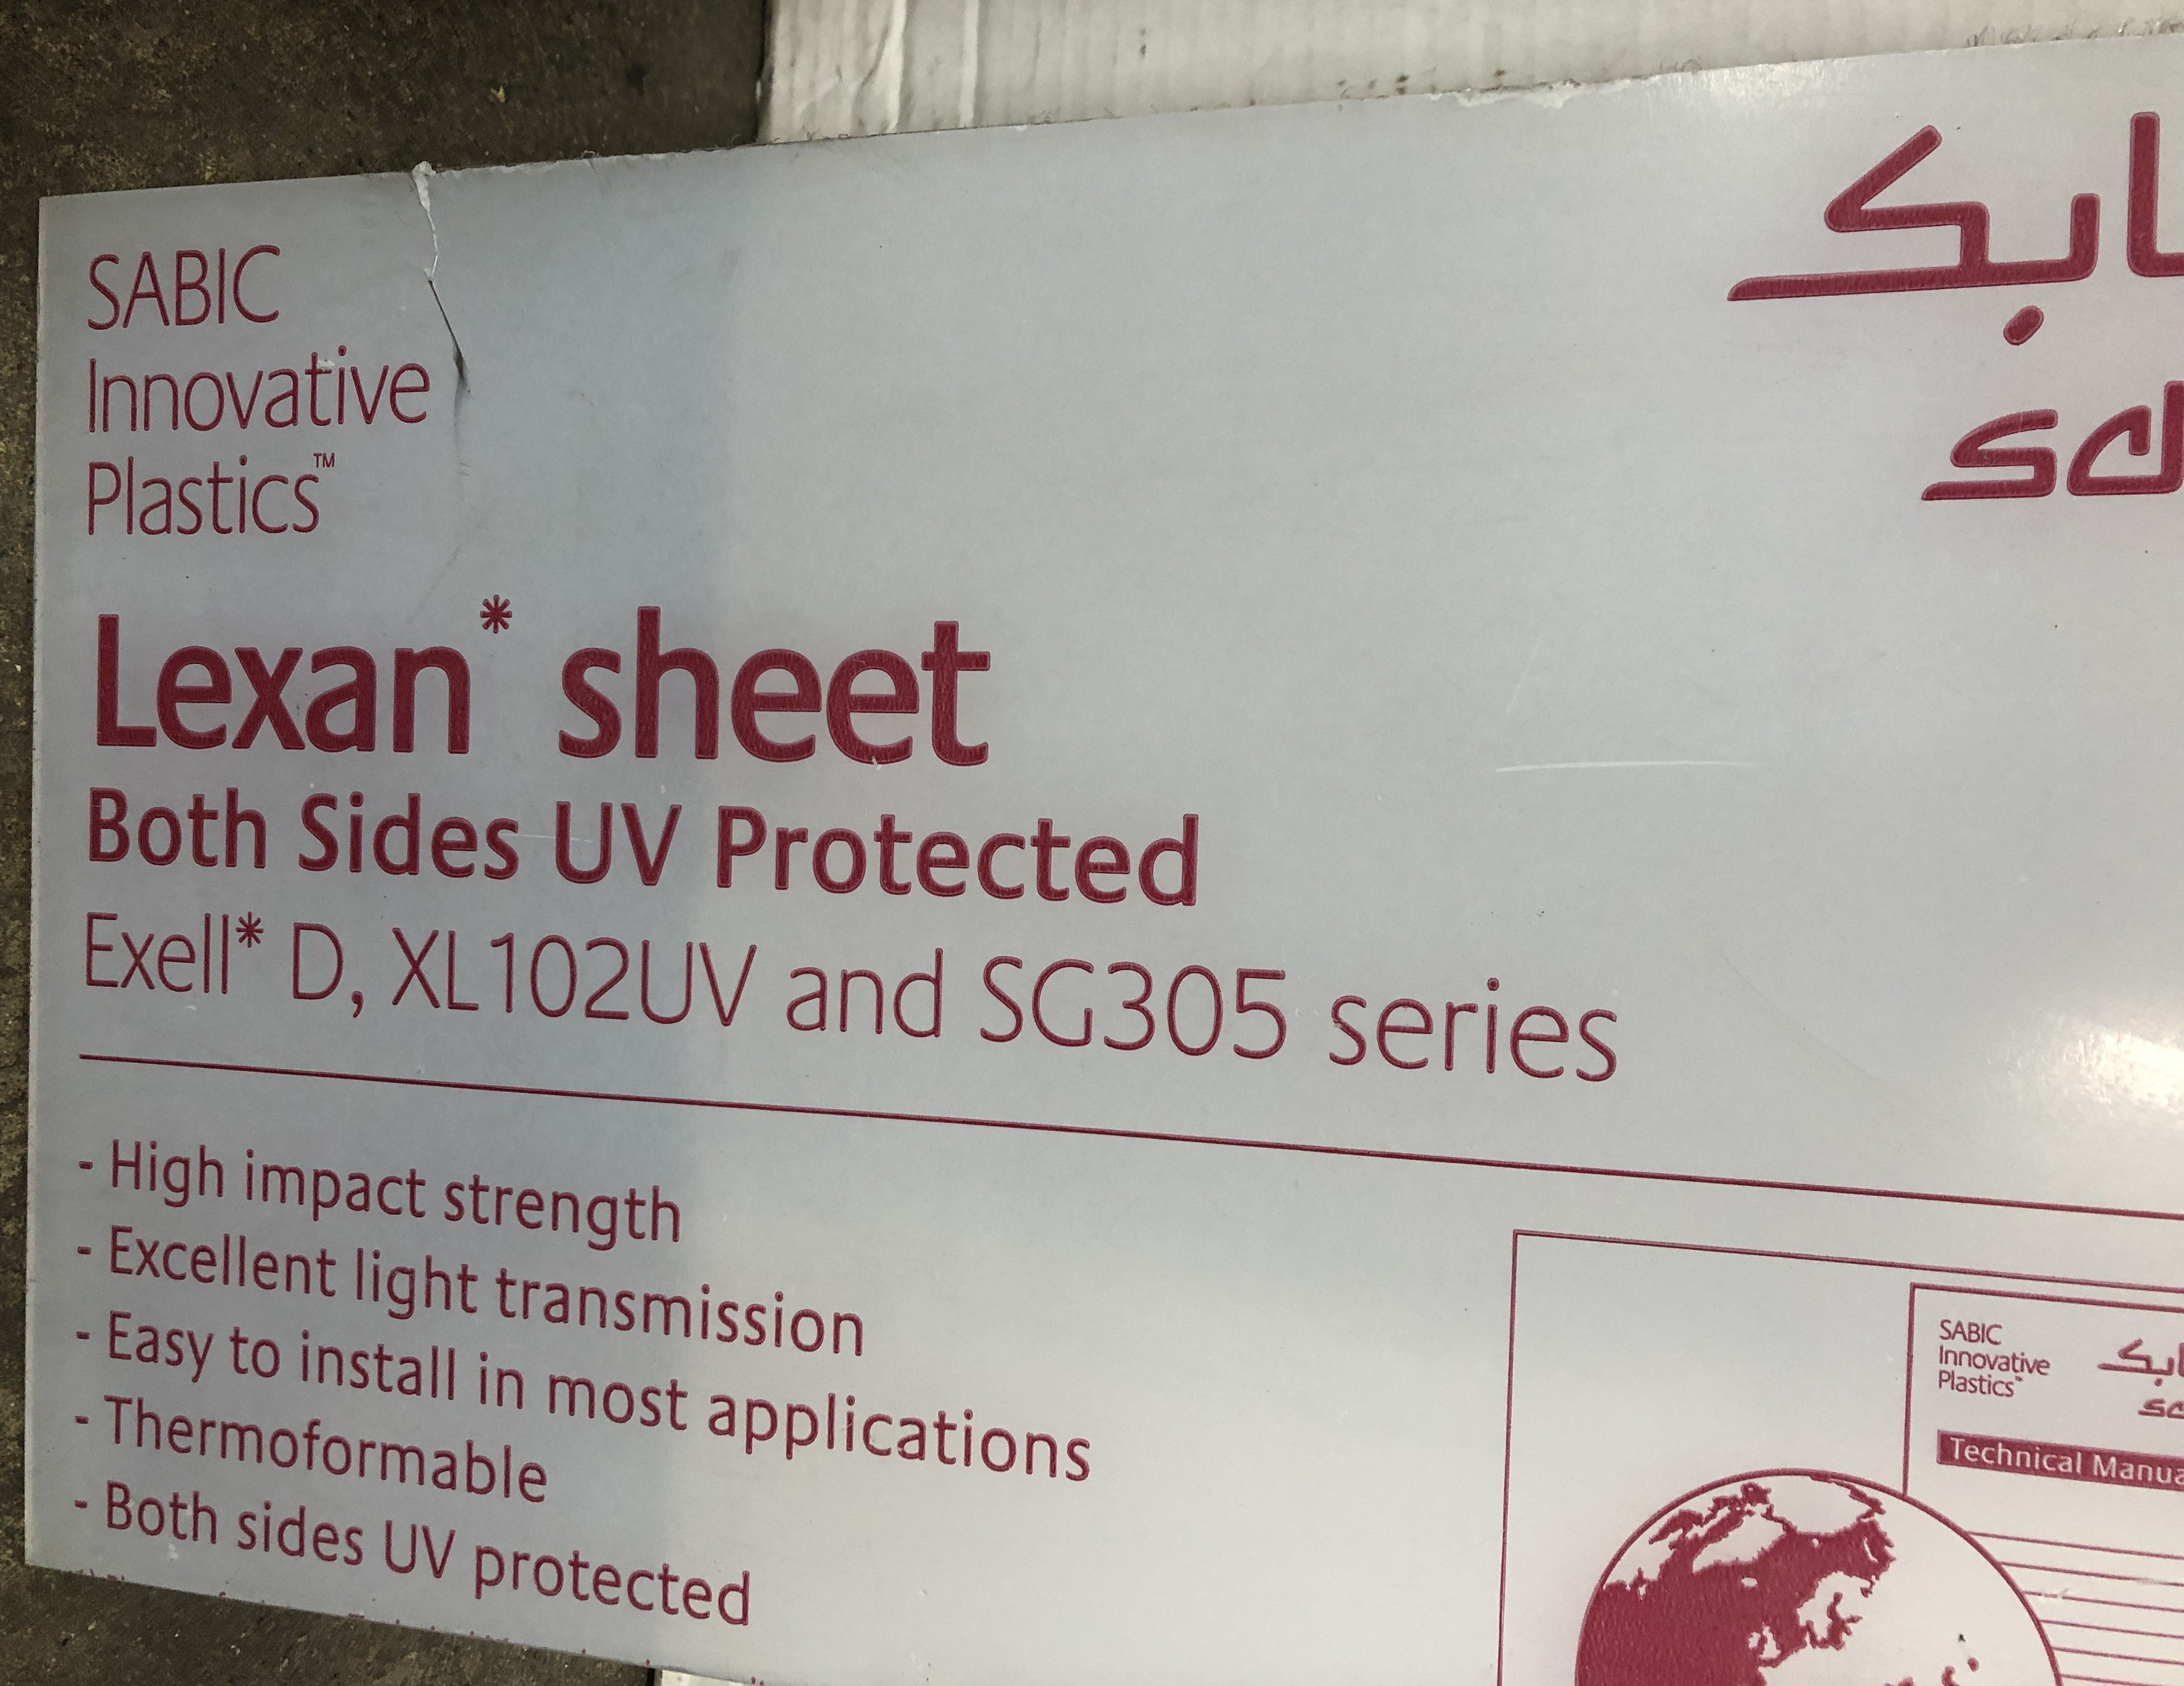 SABIC
Innovative
Plastics™
Lexan* sheet
Both Sides UV Protected
Exell* D, XL102UV and SG305 series
- High impact strength
- Excellent light transmission
- Easy to install in most applications
- Thermoformable
- Both sides UV protected
SABIC
Innovative
Plastics™